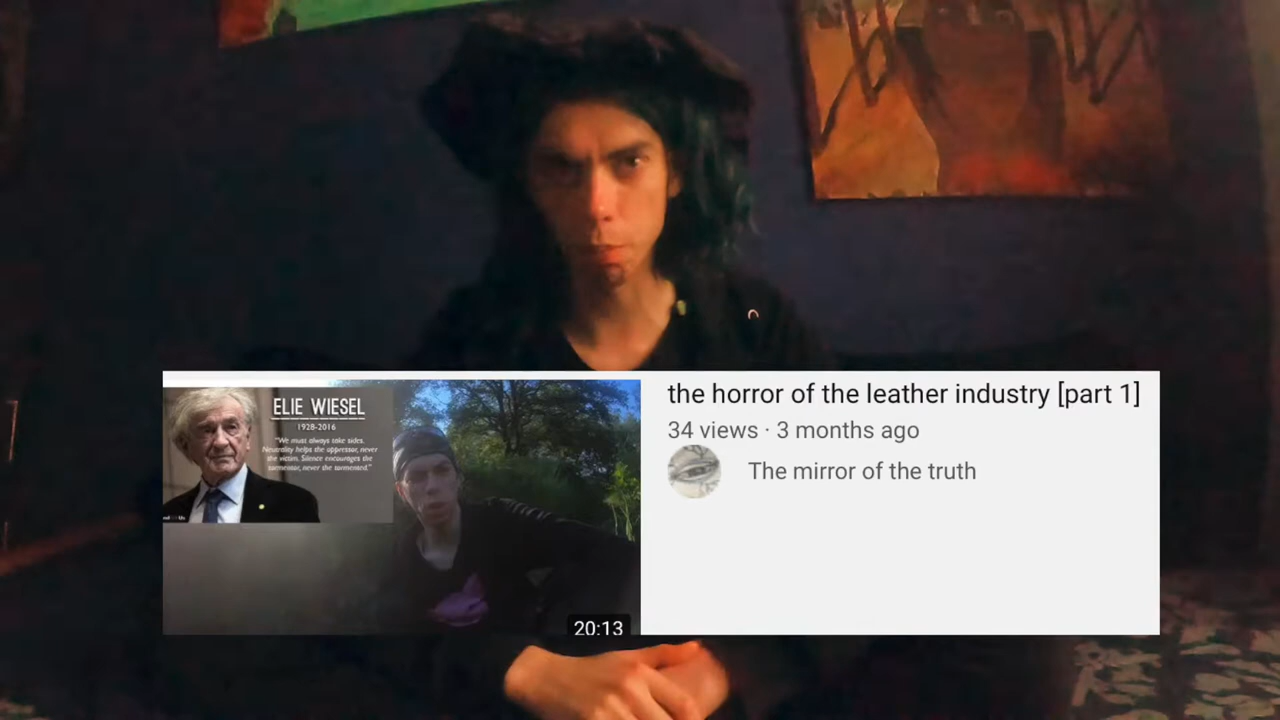 ELIE WIESEL
1928-2016
"We must always take sides.
Neutrality helps the oppressor, never
the victim. Silence encourages the
tormentor, never the tormented."
20:13
the horror of the leather industry [part 1]
34 views · 3 months ago
The mirror of the truth